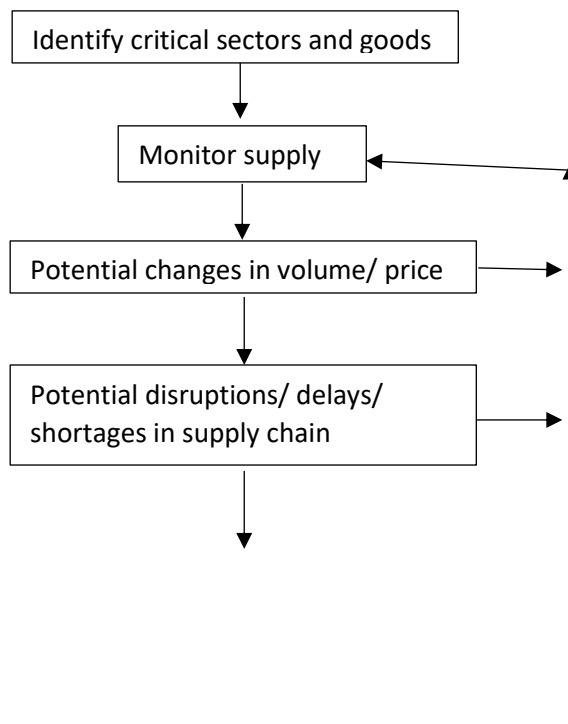 Identify critical sectors and goods
Monitor supply
Potential changes in volume/ price
Potential disruptions/ delays/
shortages in supply chain